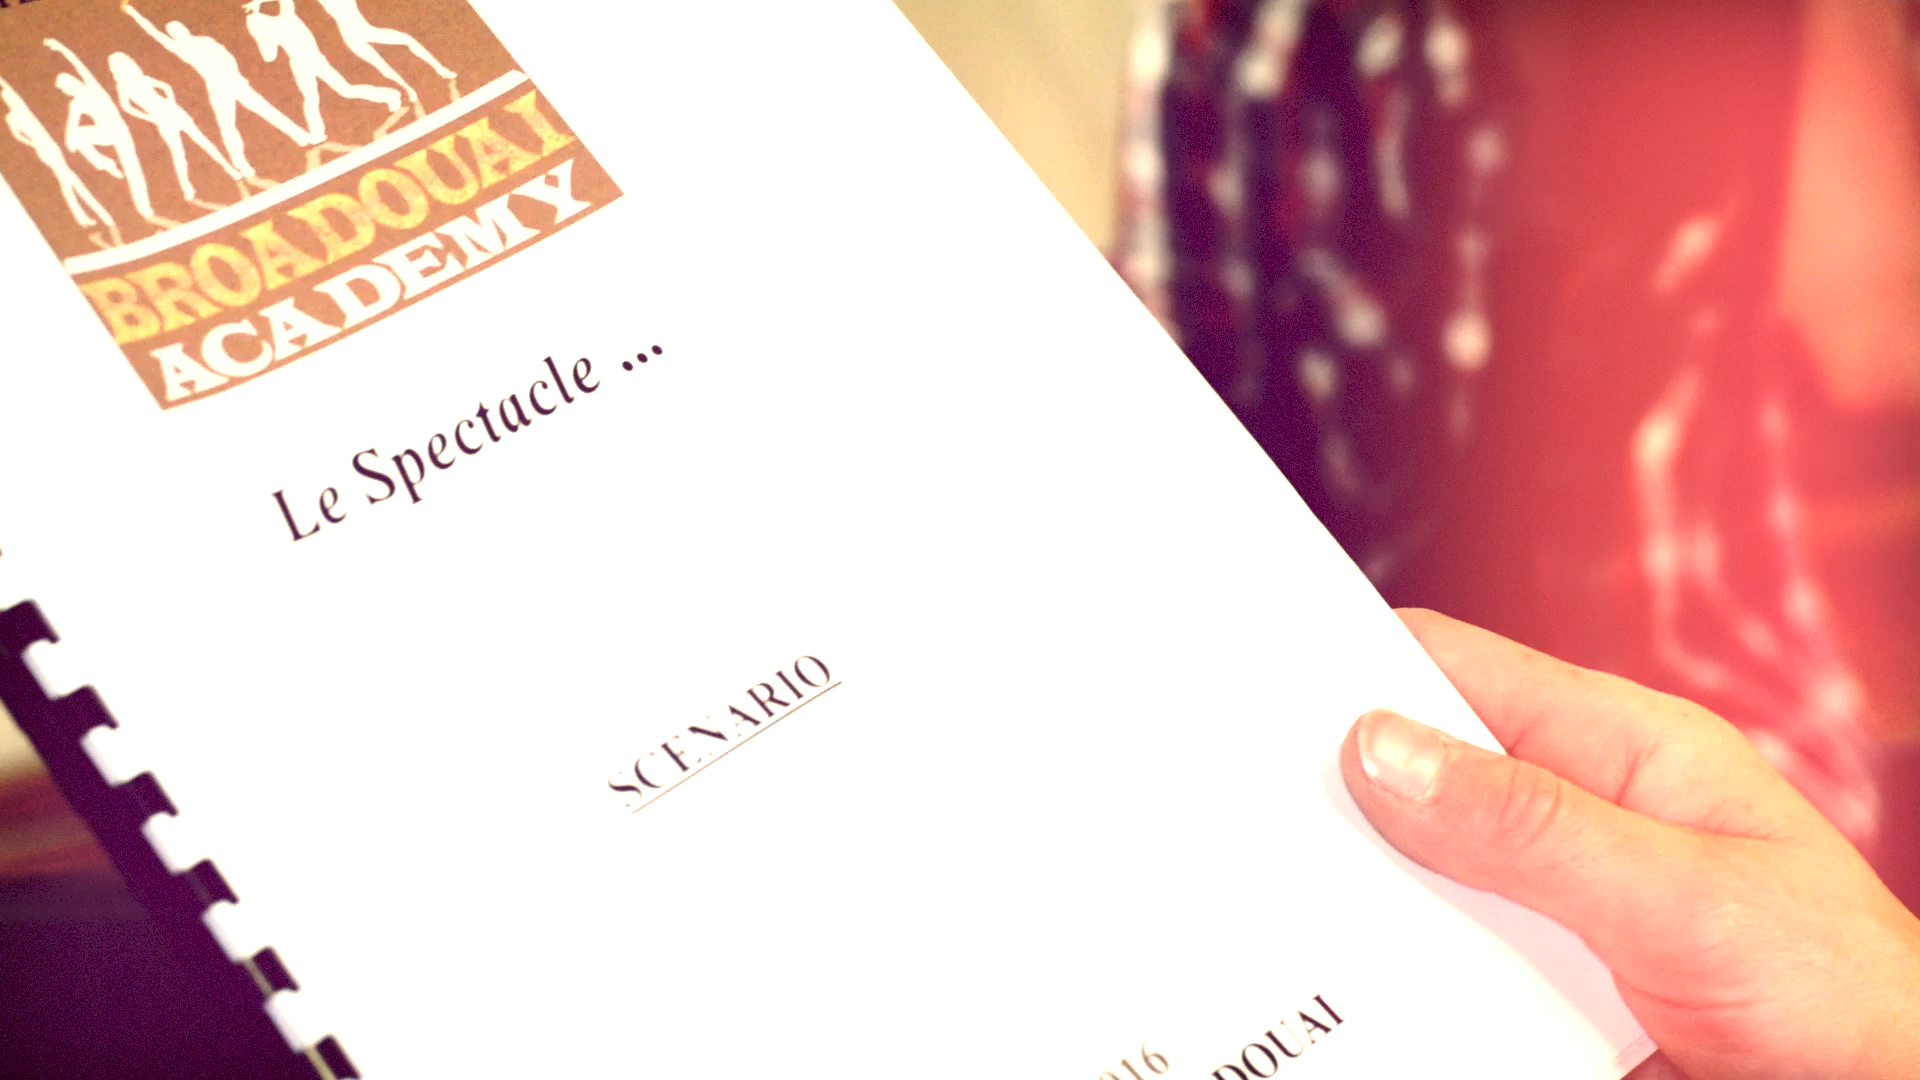 BROADOUAI
ACADEMY
Le Spectacle ...
SCENARIO
DOUAI